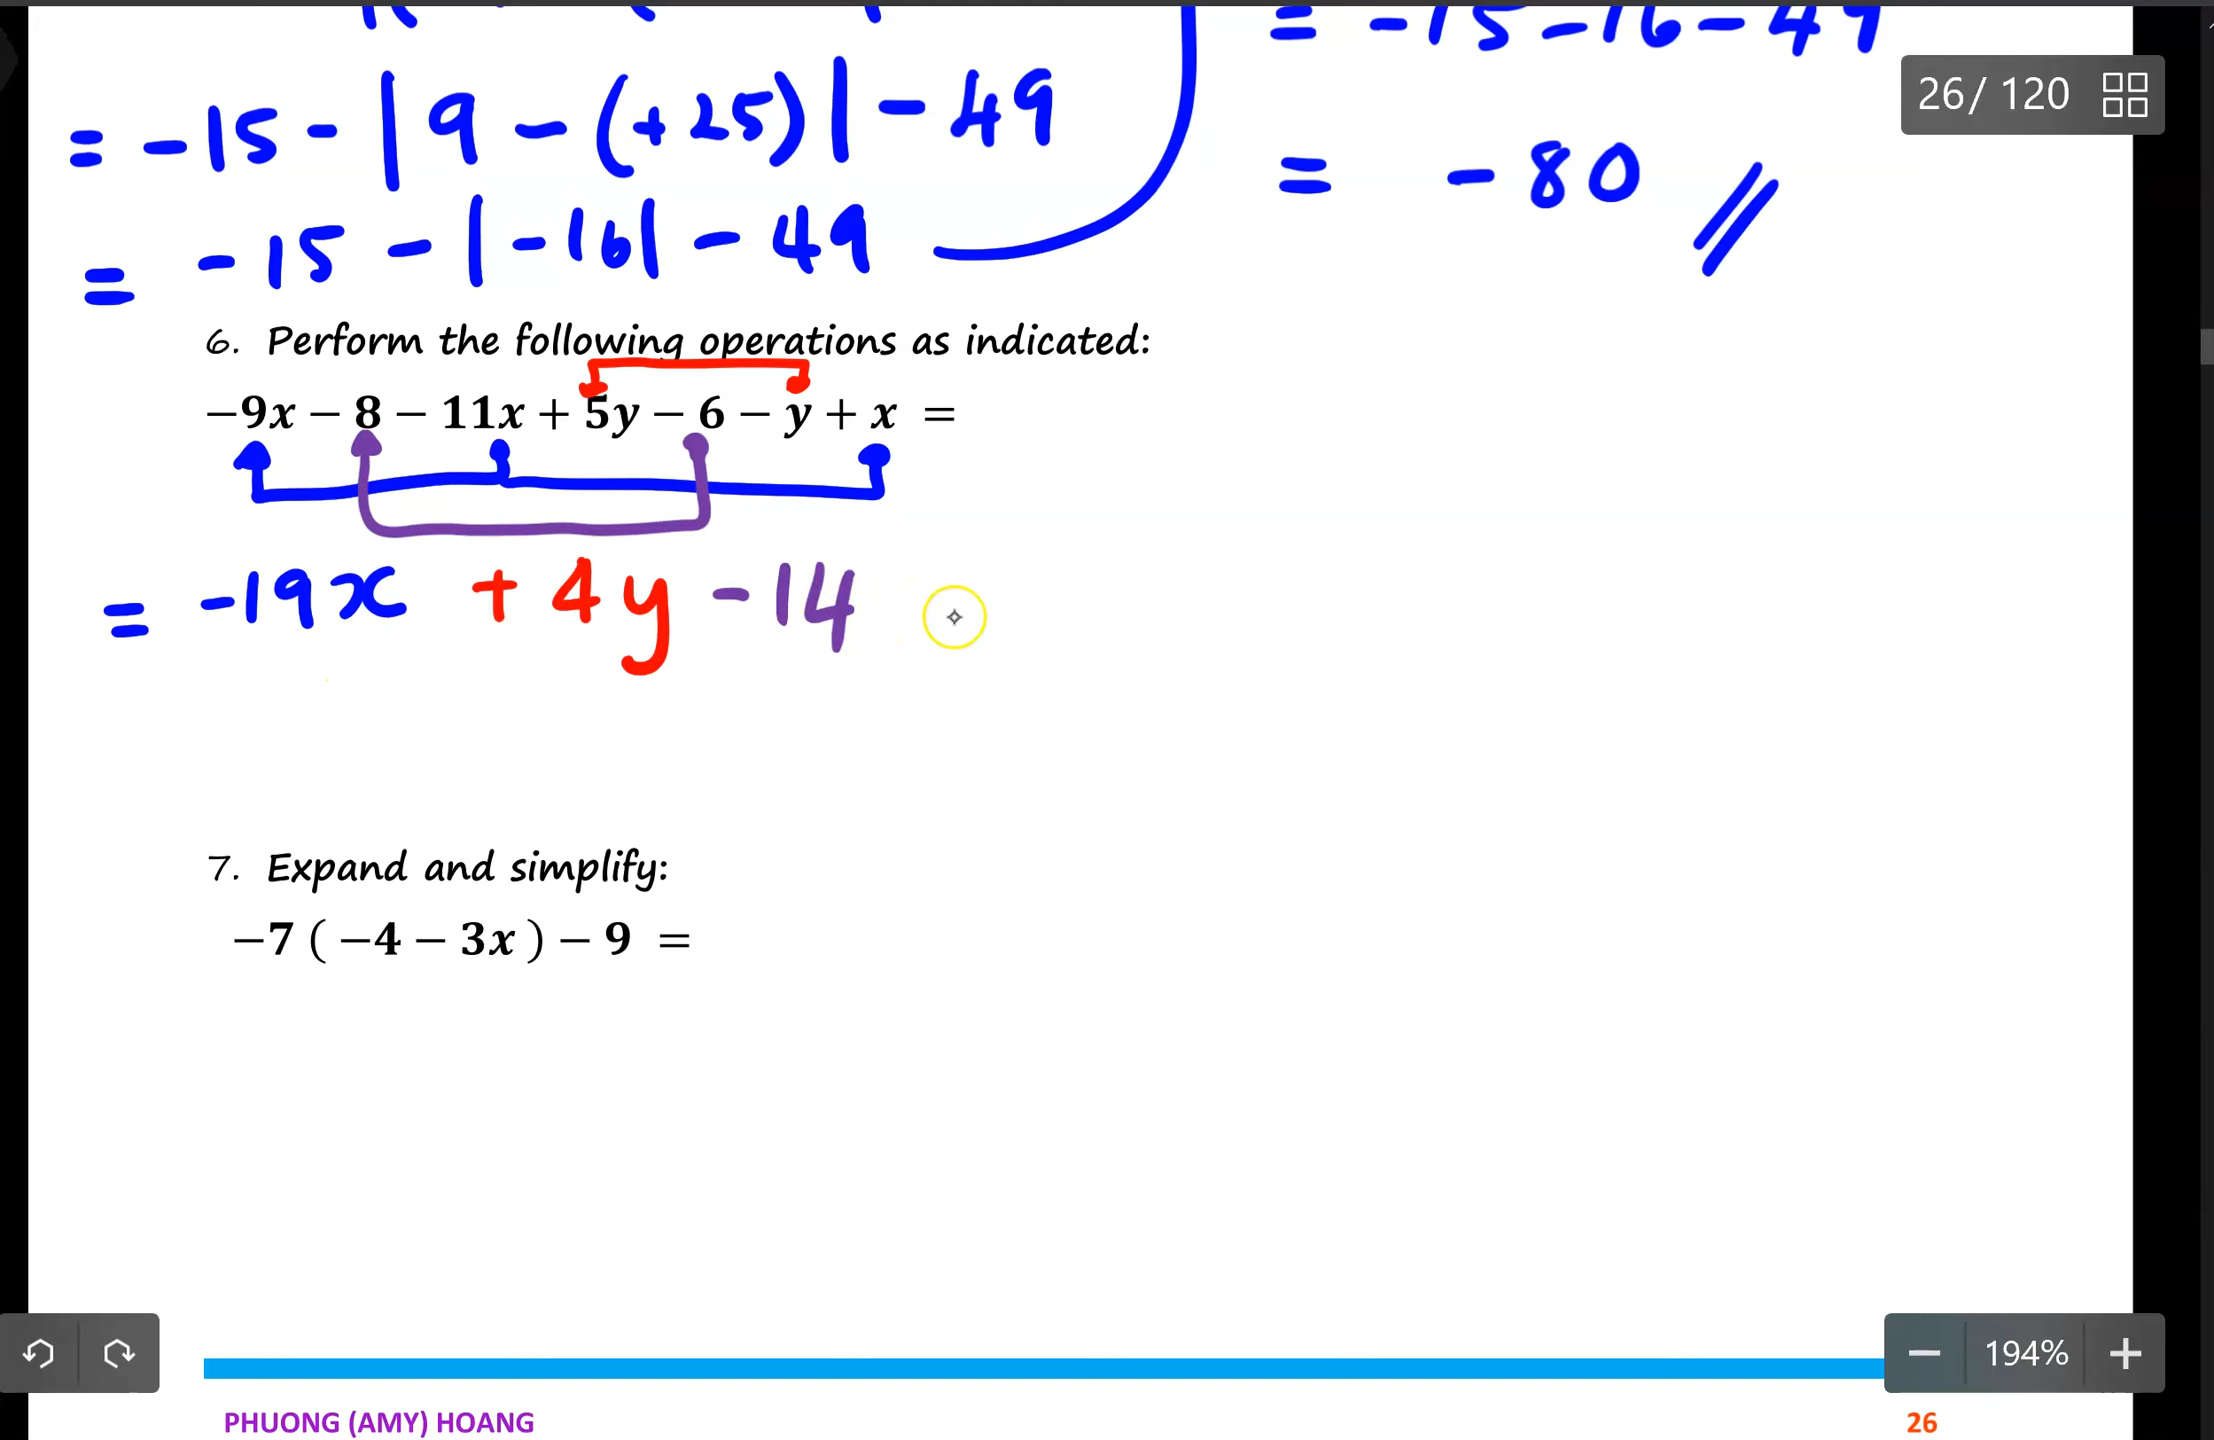 = -15 - 16 - 49
26/ 120
= -15 - | 9 - (+25) | - 49
= -80 //
= -15 - |-16| - 49
6. Perform the following operations as indicated:
−9x − 8 − 11x + 5y − 6 − y + x =
= -19x + 4y - 14
7. Expand and simplify:
−7 ( −4 − 3x ) − 9 =
194%
PHUONG (AMY) HOANG
26